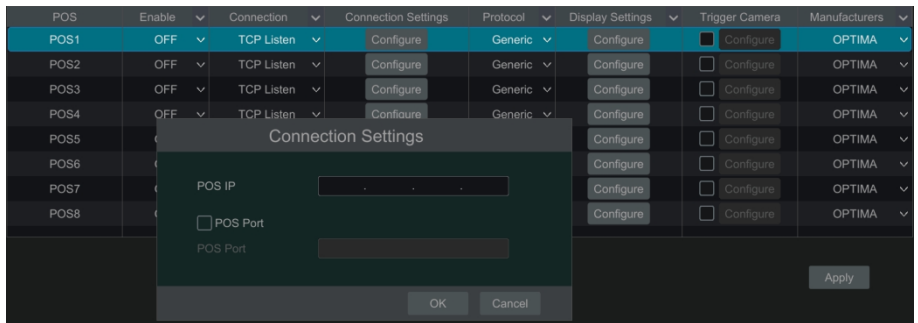 POS Enable Connection Connection Settings Protocol Display Settings Trigger Camera Manufacturers
POS1 OFF TCP Listen Configure Generic Configure Configure OPTIMA
POS2 OFF TCP Listen Configure Generic Configure Configure OPTIMA
POS3 OFF TCP Listen Configure Generic Configure Configure OPTIMA
POS4 OFF TCP Listen Configure Generic Configure Configure OPTIMA
POS5 Configure Configure OPTIMA
POS6 Configure Configure OPTIMA
POS7 Configure Configure OPTIMA
POS8 Configure Configure OPTIMA
Connection Settings
POS IP . . .
POS Port
POS Port
OK Cancel
Apply